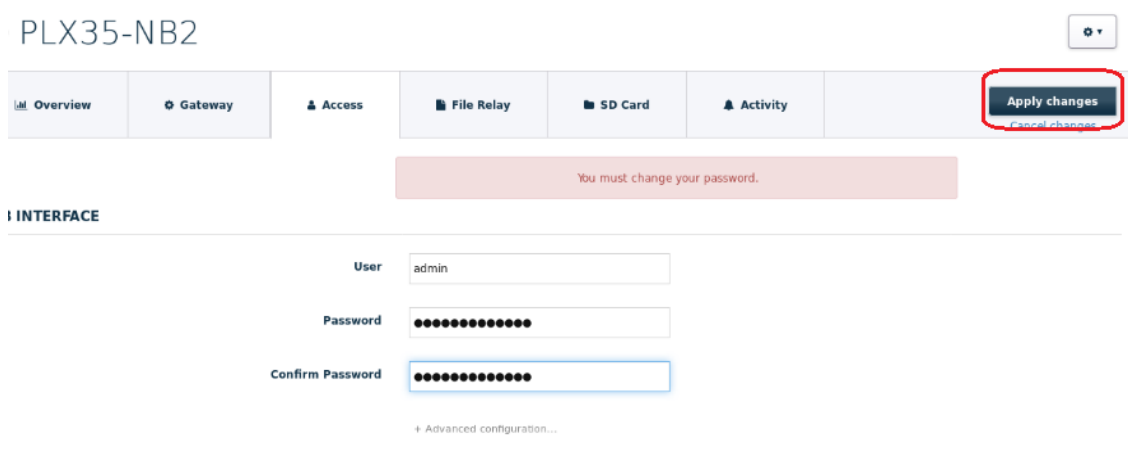 PLX35-NB2
Overview Gateway Access File Relay SD Card Activity Apply changes
Cancel changes
You must change your password.
INTERFACE
User admin
Password ●●●●●●●●●●●●●
Confirm Password ●●●●●●●●●●●●●
+ Advanced configuration...